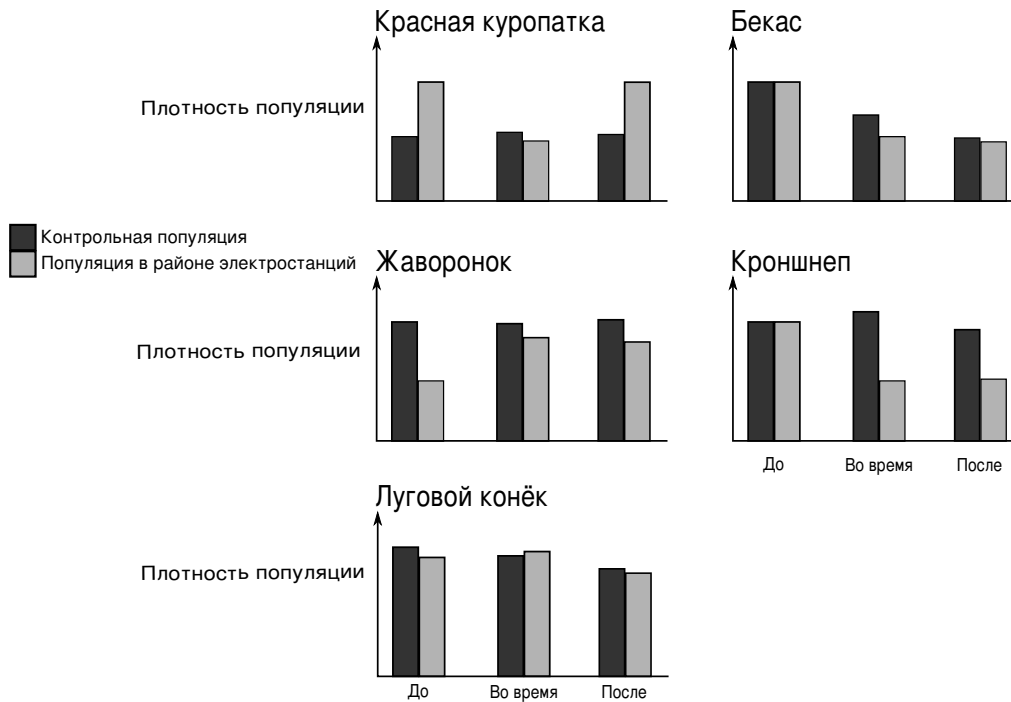 Красная куропатка
Бекас
Плотность популяции
Контрольная популяция
Популяция в районе электростанций
Жаворонок
Кроншнеп
Плотность популяции
До
Во время
После
Луговой конёк
Плотность популяции
До
Во время
После